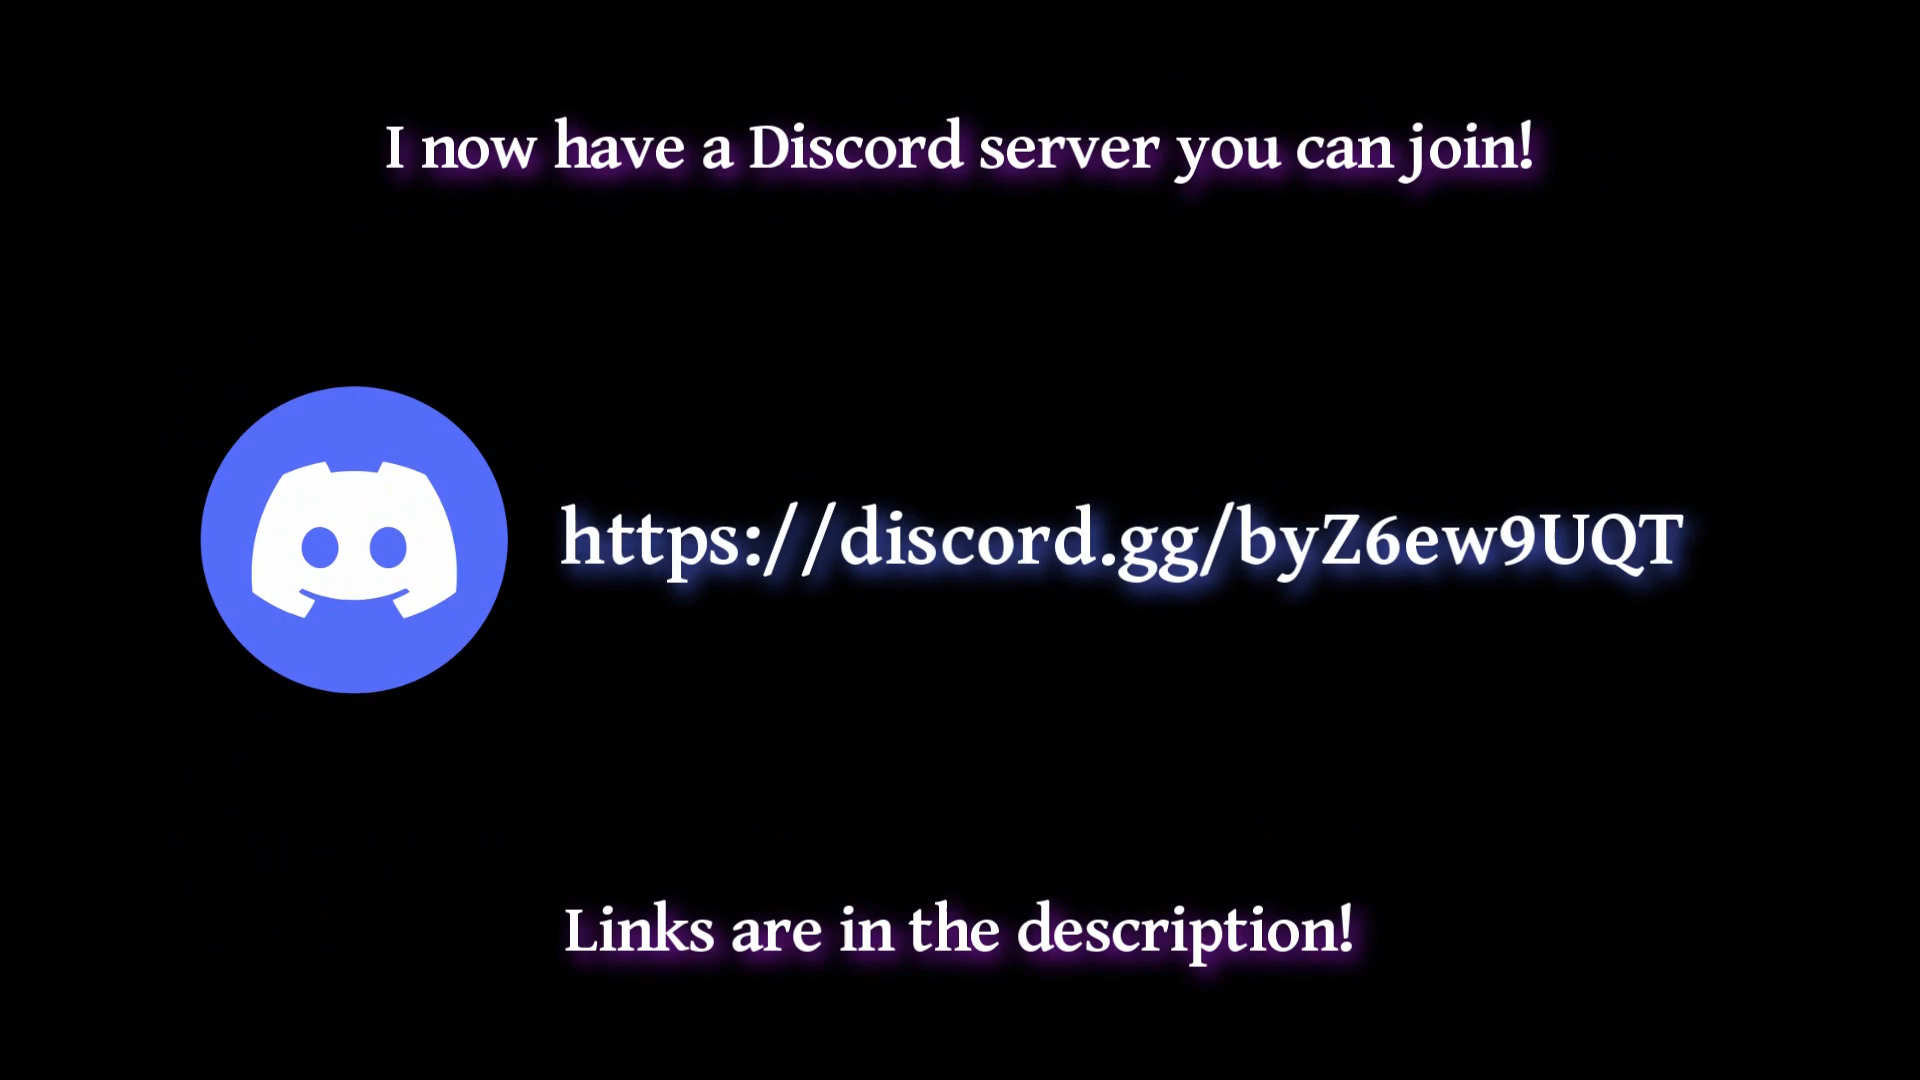 I now have a Discord server you can join!
https://discord.gg/byZ6ew9UQT
Links are in the description!